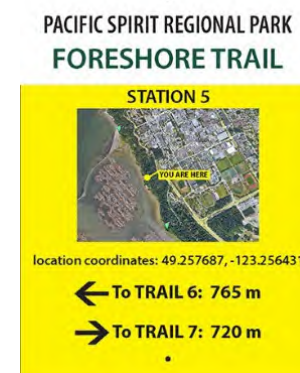 PACIFIC SPIRIT REGIONAL PARK
FORESHORE TRAIL
STATION 5
YOU ARE HERE
location coordinates: 49.257687, -123.256431
To TRAIL 6: 765 m
To TRAIL 7: 720 m